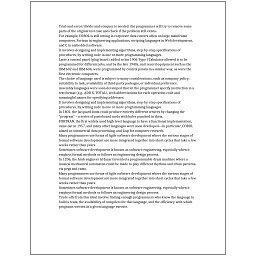 Trial-and-error/divide-and-conquer is needed: the programmer will try to remove some
parts of the original test case and check if the problem still exists.
For example, COBOL is still strong in corporate data centers often on large mainframe
computers, Fortran in engineering applications, scripting languages in Web development,
and C in embedded software.
It involves designing and implementing algorithms, step-by-step specifications of
procedures, by writing code in one or more programming languages.
Later a control panel (plug board) added to his 1906 Type I Tabulator allowed it to be
programmed for different jobs, and by the late 1940s, unit record equipment such as the
IBM 602 and IBM 604, were programmed by control panels in a similar way, as were the
first electronic computers.
The choice of language used is subject to many considerations, such as company policy,
suitability to task, availability of third-party packages, or individual preference.
Assembly languages were soon developed that let the programmer specify instruction in a
text format (e.g., ADD X, TOTAL), with abbreviations for each operation code and
meaningful names for specifying addresses.
It involves designing and implementing algorithms, step-by-step specifications of
procedures, by writing code in one or more programming languages.
In 1801, the Jacquard loom could produce entirely different weaves by changing the
"program" – a series of pasteboard cards with holes punched in them.
FORTRAN, the first widely used high-level language to have a functional implementation,
came out in 1957, and many other languages were soon developed—in particular, COBOL
aimed at commercial data processing, and Lisp for computer research.
Many programmers use forms of Agile software development where the various stages of
formal software development are more integrated together into short cycles that take a few
weeks rather than years.
Sometimes software development is known as software engineering, especially when it
employs formal methods or follows an engineering design process.
In 1206, the Arab engineer Al-Jazari invented a programmable drum machine where a
musical mechanical automaton could be made to play different rhythms and drum patterns,
via pegs and cams.
Many programmers use forms of Agile software development where the various stages of
formal software development are more integrated together into short cycles that take a few
weeks rather than years.
Sometimes software development is known as software engineering, especially when it
employs formal methods or follows an engineering design process.
Trade-offs from this ideal involve finding enough programmers who know the language to
build a team, the availability of compilers for that language, and the efficiency with which
programs written in a given language execute.